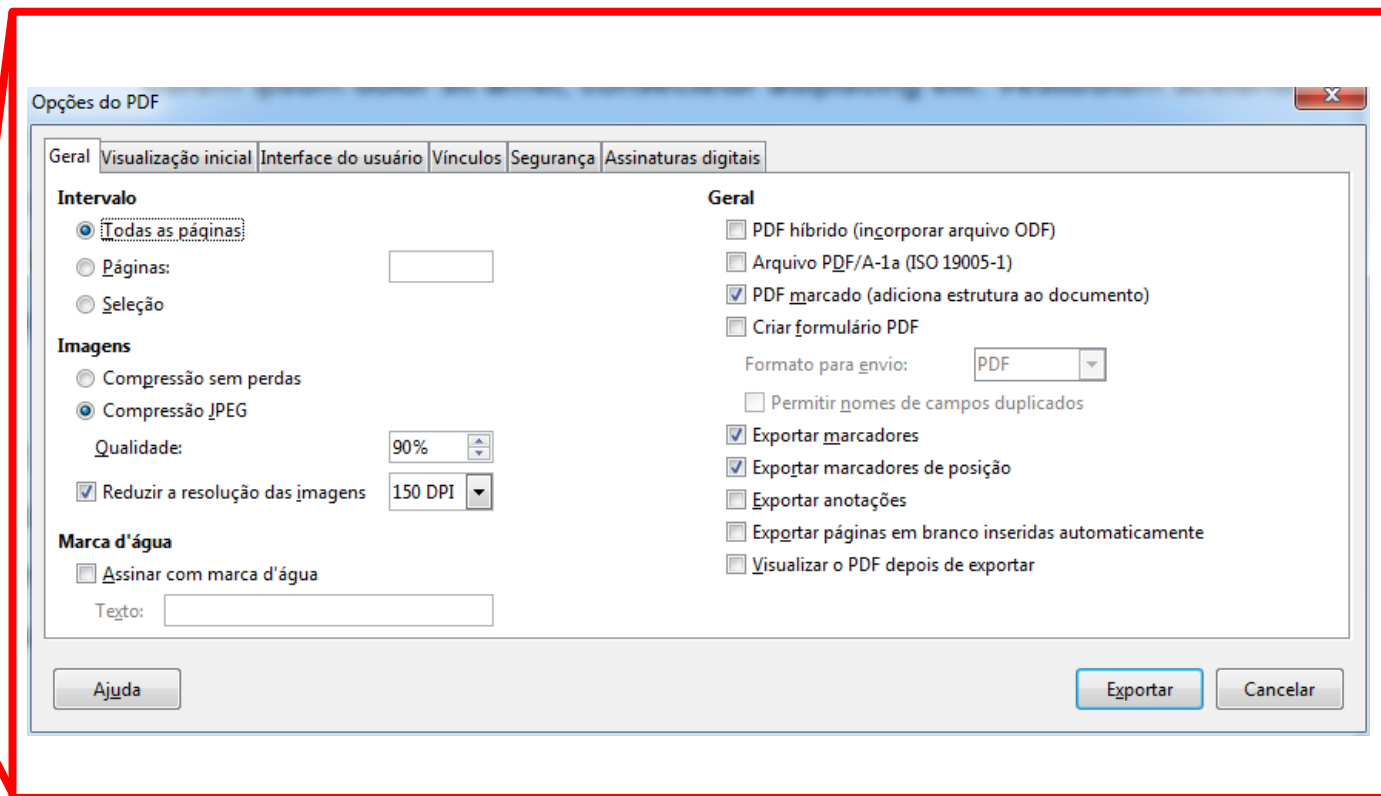 Opções do PDF
Geral Visualização inicial Interface do usuário Vínculos Segurança Assinaturas digitais
Intervalo
Todas as páginas
Páginas:
Seleção
Imagens
Compressão sem perdas
Compressão JPEG
Qualidade: 90%
Reduzir a resolução das imagens 150 DPI
Marca d'água
Assinar com marca d'água
Texto:
Geral
PDF híbrido (incorporar arquivo ODF)
Arquivo PDF/A-1a (ISO 19005-1)
PDF marcado (adiciona estrutura ao documento)
Criar formulário PDF
Formato para envio: PDF
Permitir nomes de campos duplicados
Exportar marcadores
Exportar marcadores de posição
Exportar anotações
Exportar páginas em branco inseridas automaticamente
Visualizar o PDF depois de exportar
Ajuda Exportar Cancelar